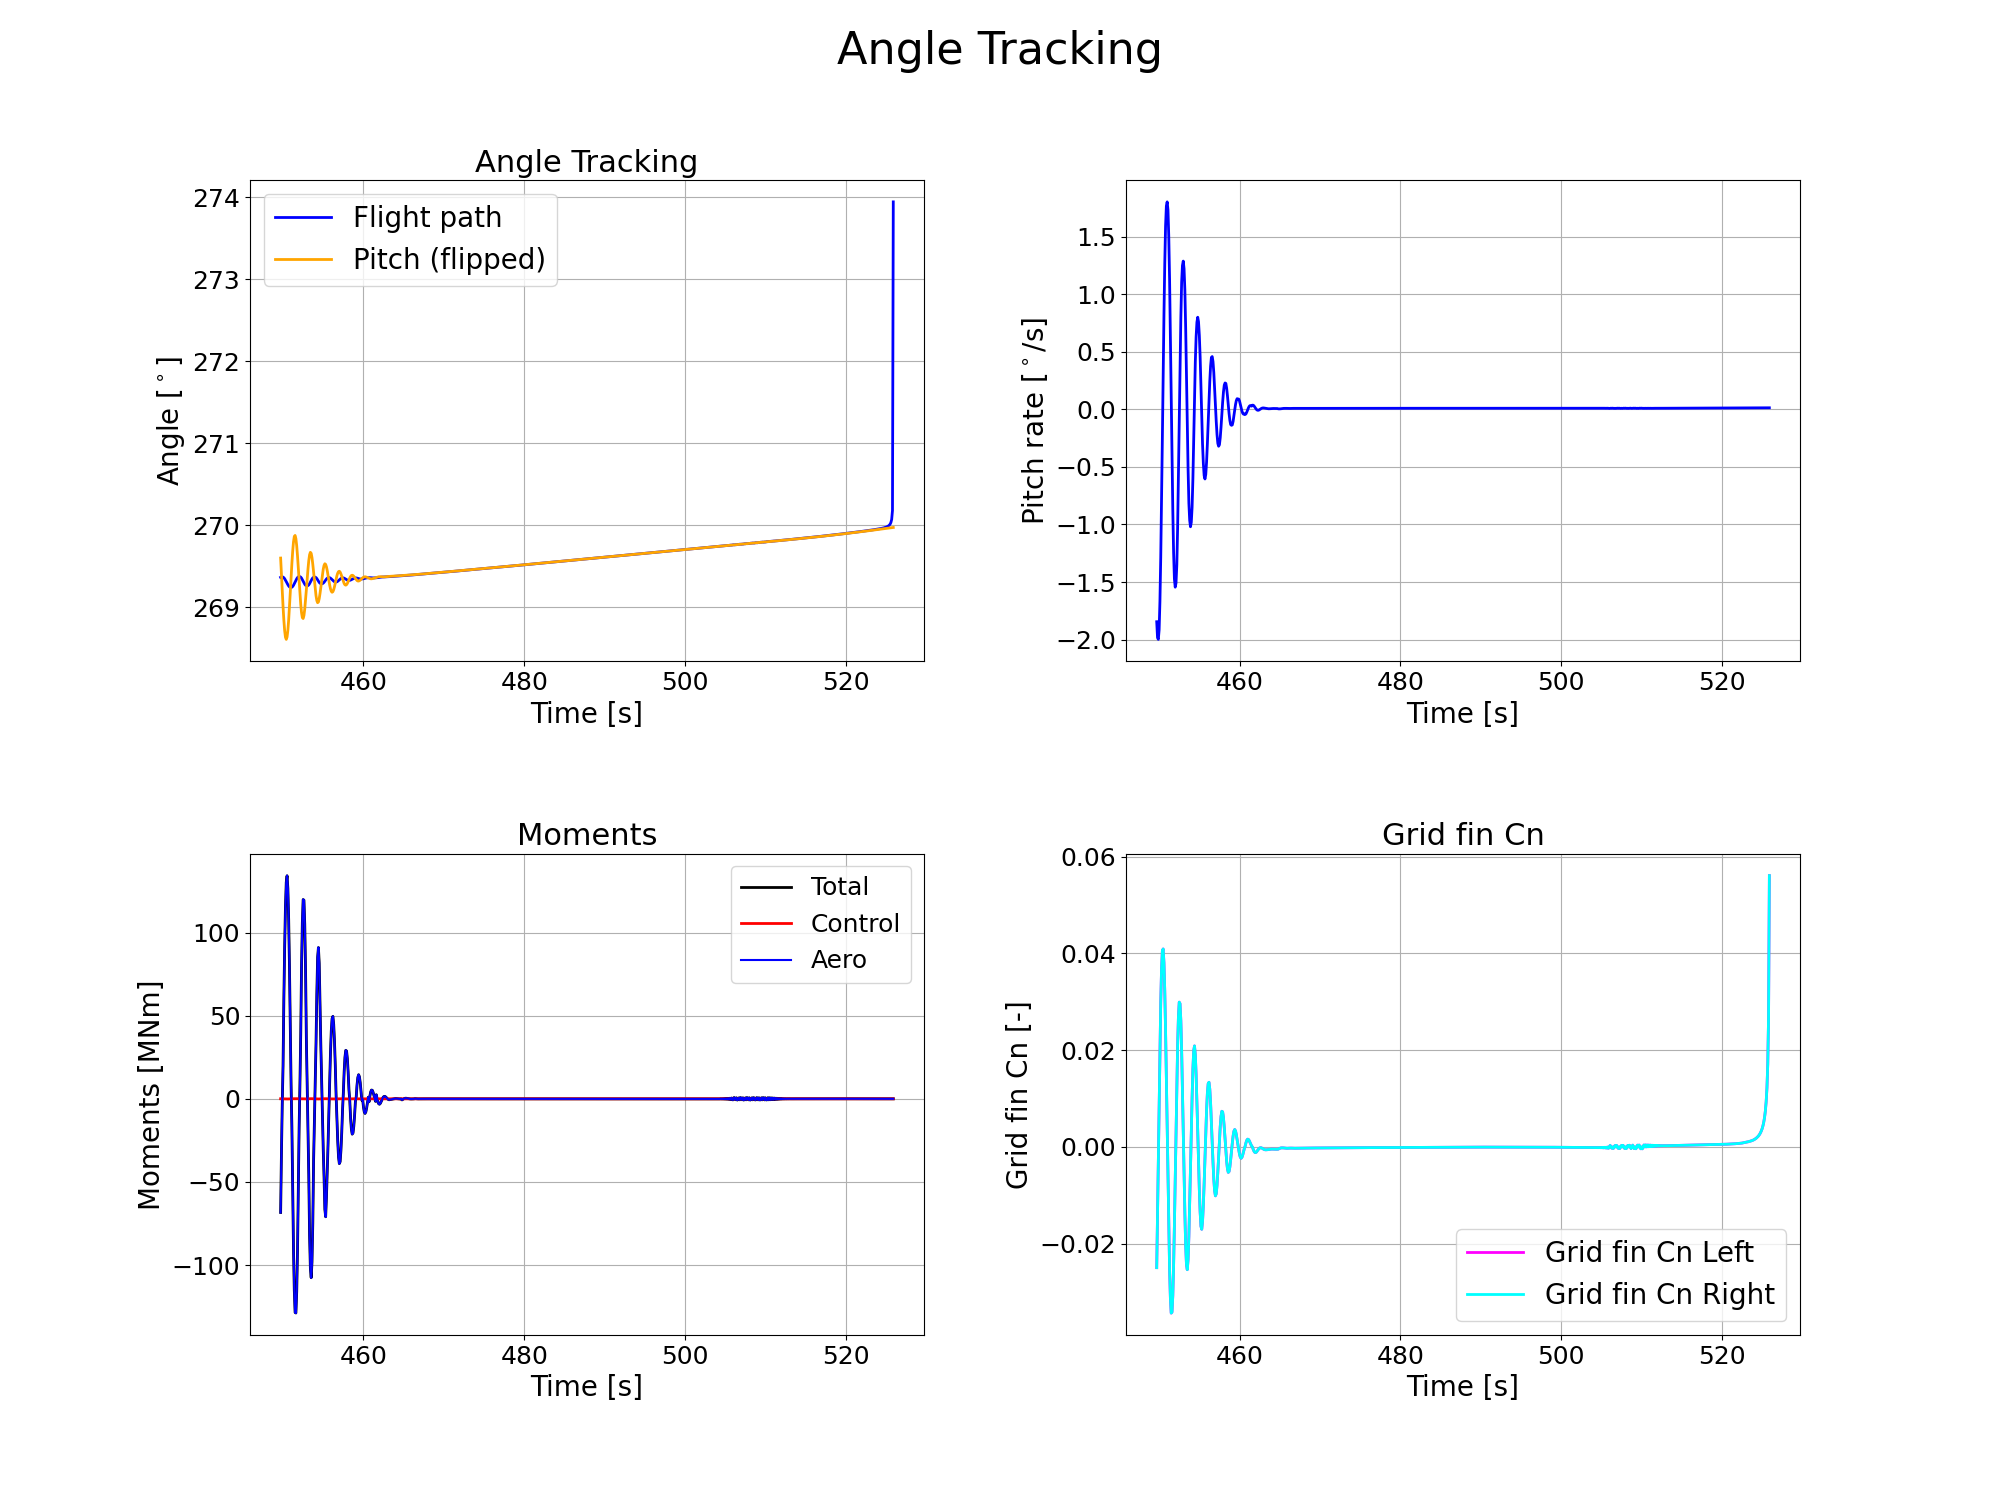 Angle Tracking
Angle Tracking
Flight path
Pitch (flipped)
Angle [°]
274
273
272
271
270
269
460 480 500 520
Time [s]
Pitch rate [°/s]
1.5
1.0
0.5
0.0
−0.5
−1.0
−1.5
−2.0
460 480 500 520
Time [s]
Moments
Total
Control
Aero
Moments [MNm]
100
50
0
−50
−100
460 480 500 520
Time [s]
Grid fin Cn
Grid fin Cn [-]
0.06
0.04
0.02
0.00
−0.02
Grid fin Cn Left
Grid fin Cn Right
460 480 500 520
Time [s]